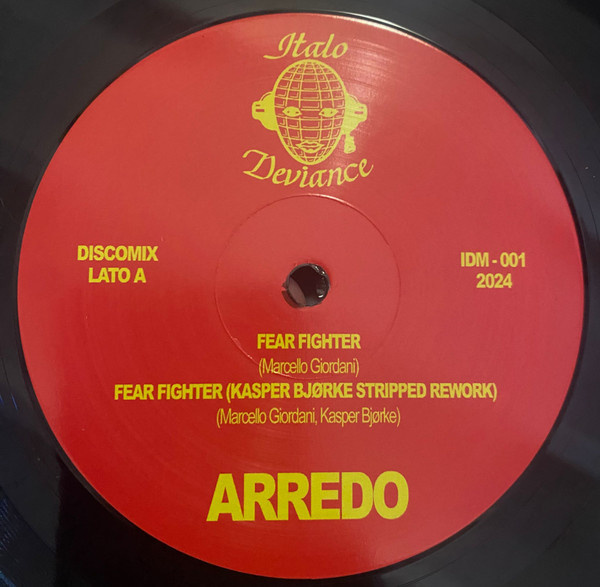 Italo
Deviance
DISCOMIX
LATO A
IDM - 001
2024
FEAR FIGHTER
(Marcello Giordani)
FEAR FIGHTER (KASPER BJØRKE STRIPPED REWORK)
(Marcello Giordani, Kasper Bjørke)
ARREDO